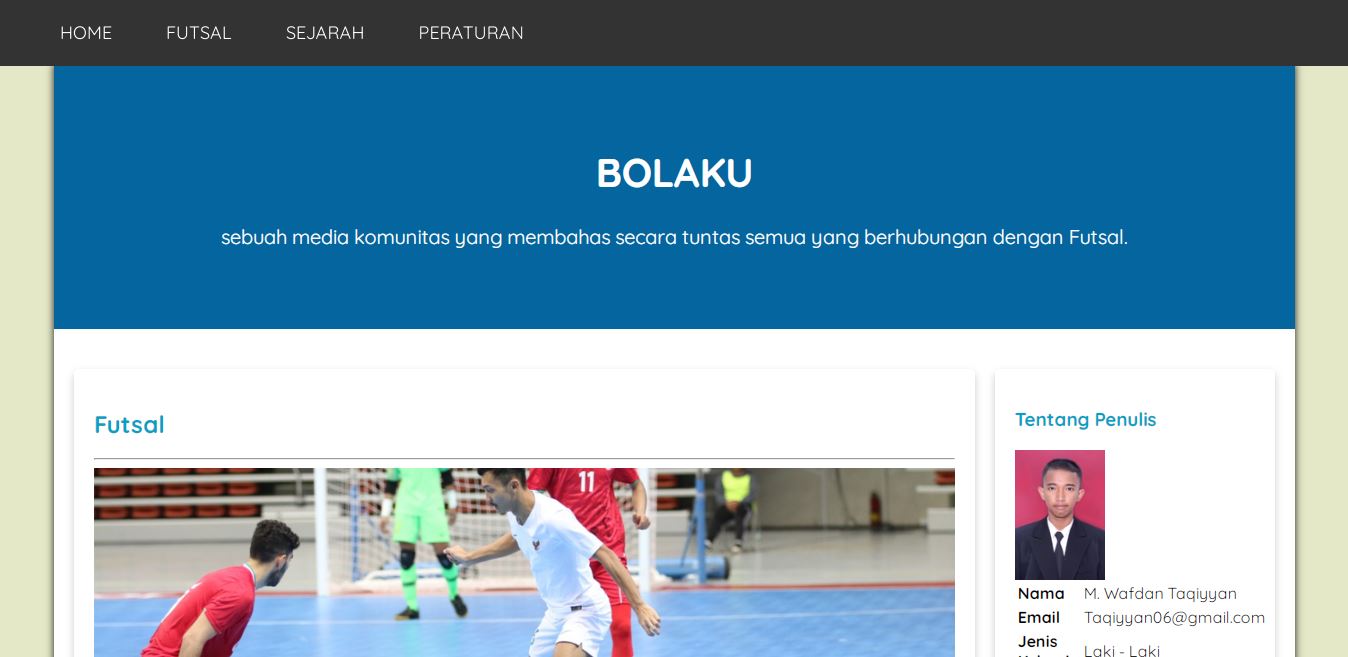 HOME FUTSAL SEJARAH PERATURAN
BOLAKU
sebuah media komunitas yang membahas secara tuntas semua yang berhubungan dengan Futsal.
Futsal
11
Tentang Penulis
Nama M. Wafdan Taqiyyan
Email Taqiyyan06@gmail.com
Jenis
Laki - Laki